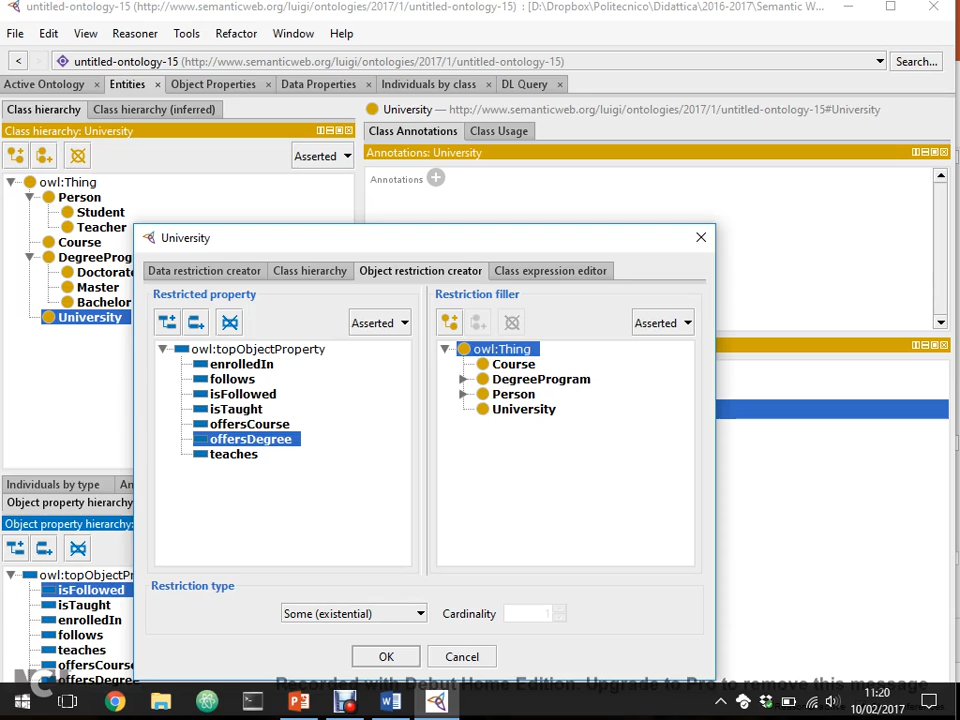 untitled-ontology-15 (http://www.semanticweb.org/luigi/ontologies/2017/1/untitled-ontology-15) : [D:\Dropbox\Politecnico\Didattica\2016-2017\Semantic W...
File Edit View Reasoner Tools Refactor Window Help
< untitled-ontology-15 (http://www.semanticweb.org/luigi/ontologies/2017/1/untitled-ontology-15) Search...
Active Ontology × Entities × Object Properties × Data Properties × Individuals by class × DL Query ×
Class hierarchy Class hierarchy (inferred)
University — http://www.semanticweb.org/luigi/ontologies/2017/1/untitled-ontology-15#University
Class hierarchy: University
Class Annotations Class Usage
Asserted
Annotations: University
Annotations
owl:Thing
Person
Student
Teacher
Course
DegreeProg
Doctorate
Master
Bachelor
University
University
Data restriction creator Class hierarchy Object restriction creator Class expression editor
Restricted property
Asserted
owl:topObjectProperty
enrolledIn
follows
isFollowed
isTaught
offersCourse
offersDegree
teaches
Restriction filler
Asserted
owl:Thing
Course
DegreeProgram
Person
University
Restriction type
Some (existential) Cardinality 1
OK Cancel
Individuals by type An
Object property hierarchy
Object property hierarchy:
owl:topObjectPr
isFollowed
isTaught
enrolledIn
follows
teaches
offersCours
offersDegree
Recorded with Debut Home Edition. Upgrade to Pro to remove this message
11:20
10/02/2017